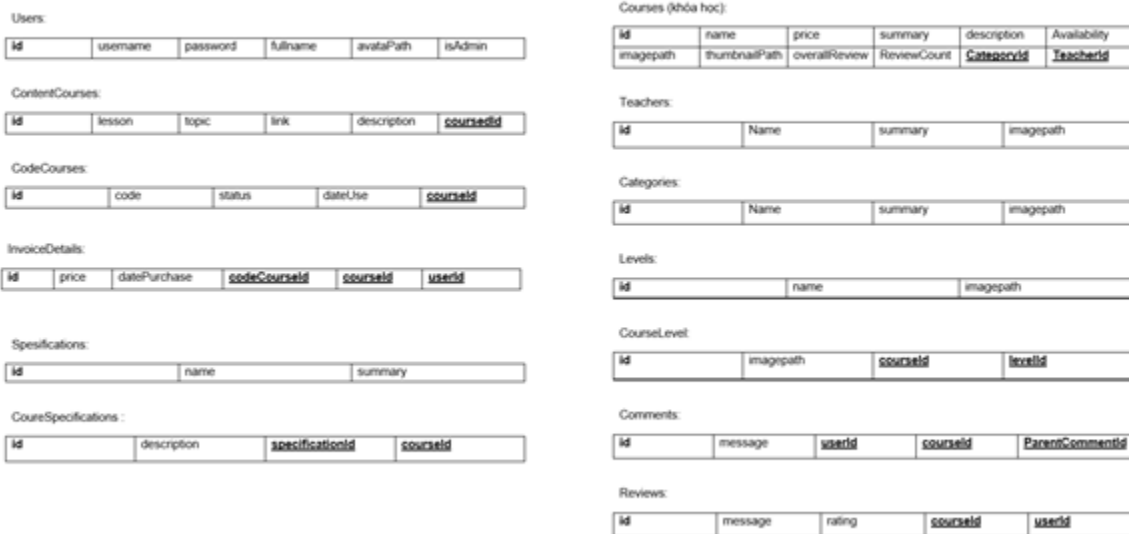 Users:
id username password fullname avataPath isAdmin
ContentCourses:
id lesson topic link description coursedId
CodeCourses:
id code status dateUse courseId
InvoiceDetails:
id price datePurchase codeCourseId courseId userId
Spesifications:
id name summary
CoureSpecifications :
id description specificationId courseId
Courses (khóa học):
id name price summary description Availability
imagepath thumbnailPath overallReview ReviewCount CateporyId TeacherId
Teachers:
id Name summary imagepath
Categories:
id Name summary imagepath
Levels:
id name imagepath
CourseLevel:
id imagepath courseId levelId
Comments:
id message userId courseId ParentCommentId
Reviews:
id message rating courseId userId